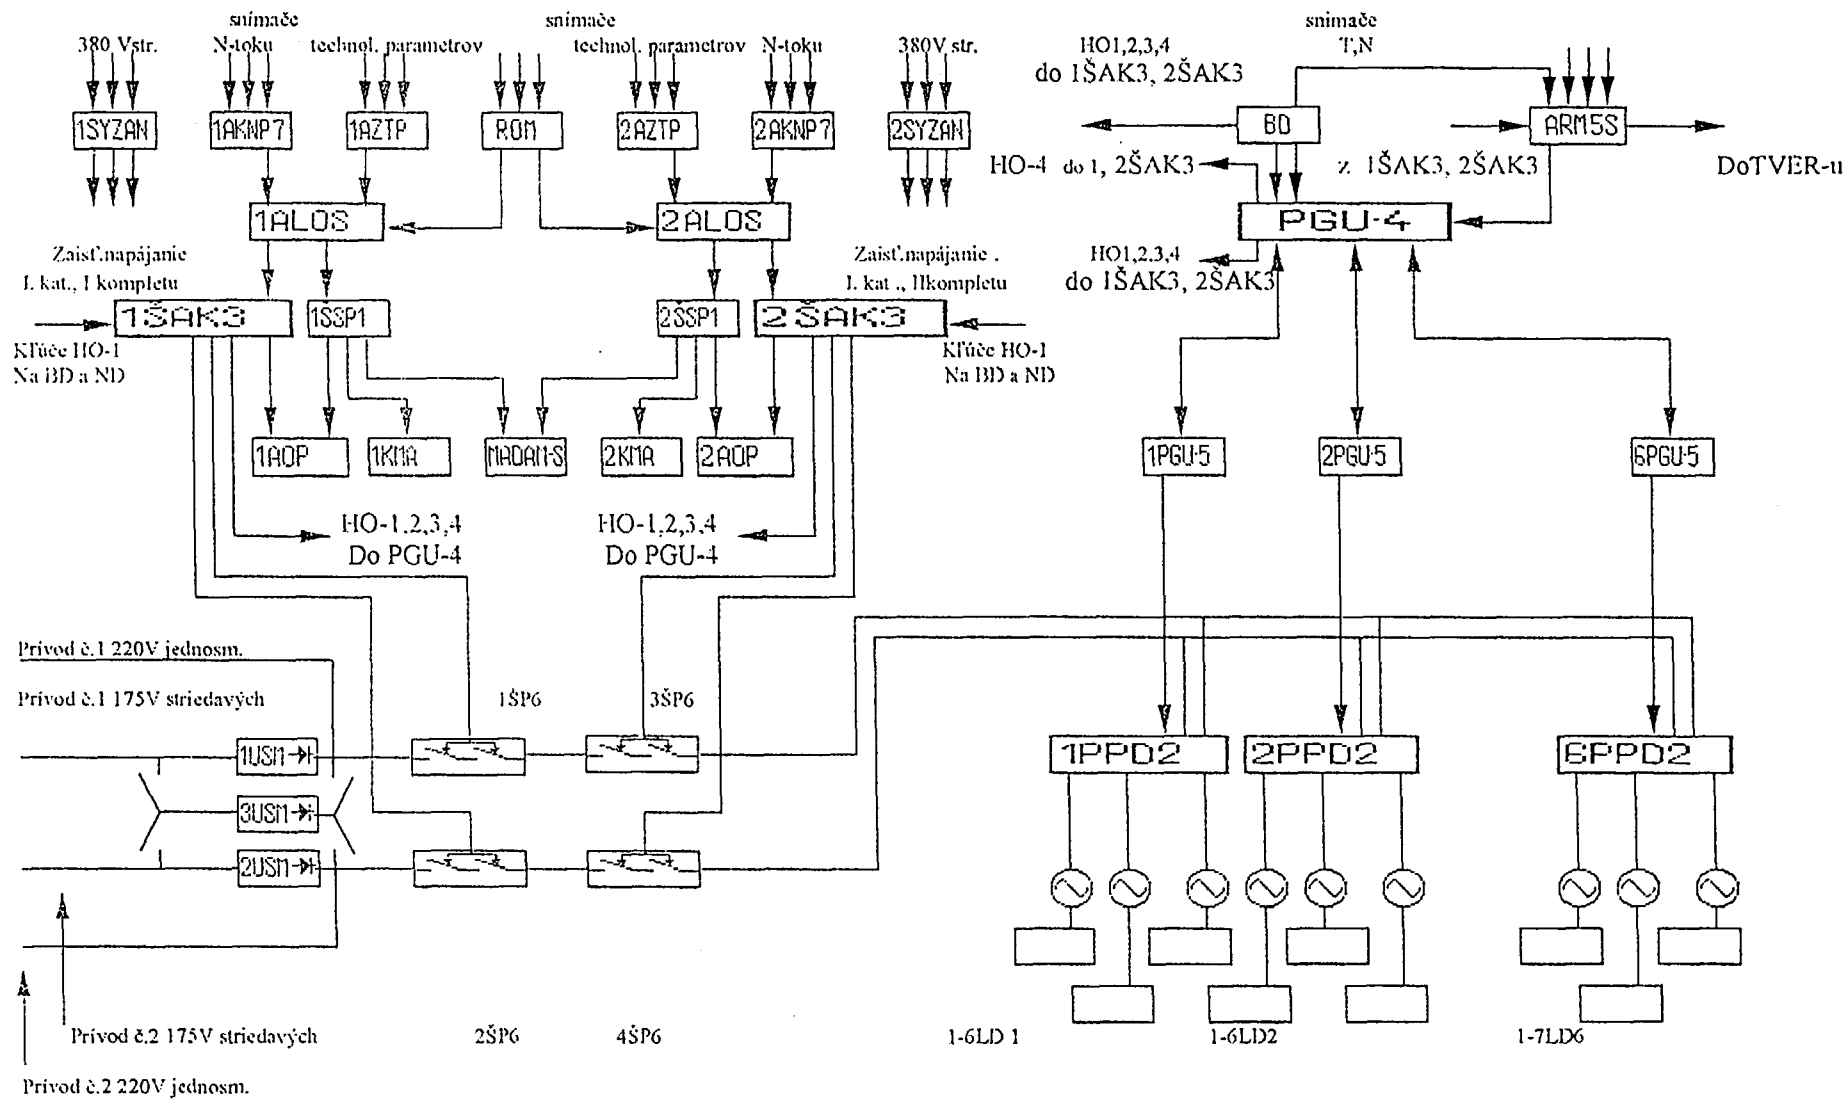 snímače
snímače
snimače
380 Vstr.
N-toku
technol. parametrov
technol. parametrov
N-toku
380V str.
HO1,2,3,4
T,N
do 1ŠAK3, 2ŠAK3
1SYZAN
1AKNP7
1AZTP
ROM
2AZTP
2AKNP7
2SYZAN
BD
ARM5S
HO-4 do 1, 2ŠAK3
z 1ŠAK3, 2ŠAK3
DoTVER-u
1ALOS
2ALOS
PGU-4
Zaisť.napájanie
Zaisť.napájanie .
HO1,2,3,4
I. kat., I kompletu
I. kat ., IIkompletu
do 1ŠAK3, 2ŠAK3
1ŠAK3
1ŠSP1
2ŠSP1
2ŠAK3
Kľúče HO-1
Kľúče HO-1
Na BD a ND
Na BD a ND
1AOP
1KMA
MADAM-S
2KMA
2AOP
1PGU-5
2PGU-5
6PGU-5
HO-1,2,3,4
HO-1,2,3,4
Do PGU-4
Do PGU-4
Prívod č.1 220V jednosm.
Prívod č.1 175V striedavých
1ŠP6
3ŠP6
1USM
3USM
2USM
1PPD2
2PPD2
6PPD2
Prívod č.2 175V striedavých
2ŠP6
4ŠP6
1-6LD 1
1-6LD2
1-7LD6
Prívod č.2 220V jednosm.